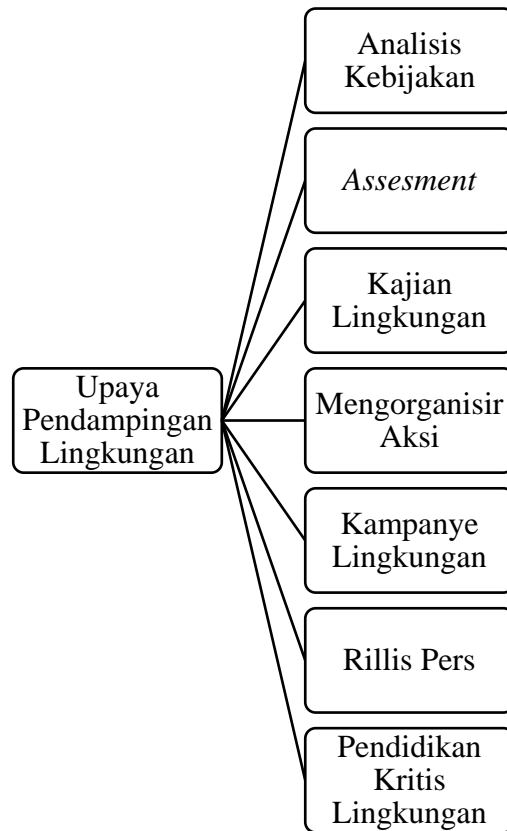 Analisis
Kebijakan
Assesment
Kajian
Lingkungan
Upaya
Pendampingan
Lingkungan
Mengorganisir
Aksi
Kampanye
Lingkungan
Rillis Pers
Pendidikan
Kritis
Lingkungan